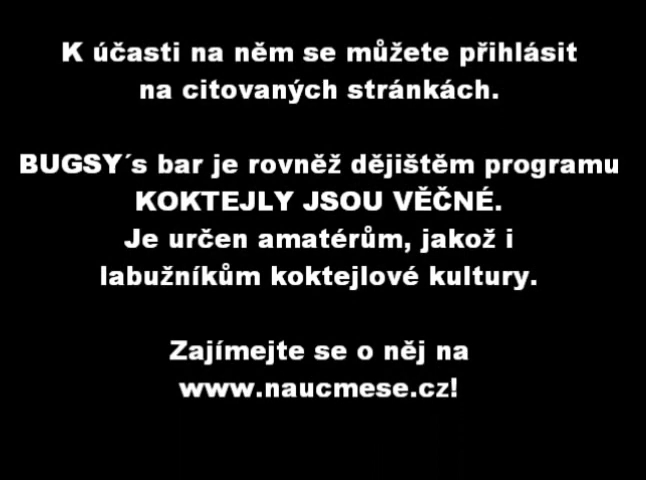 K účasti na něm se můžete přihlásit
na citovaných stránkách.
BUGSY´s bar je rovněž dějištěm programu
KOKTEJLY JSOU VĚČNÉ.
Je určen amatérům, jakož i
labužníkům koktejlové kultury.
Zajímejte se o něj na
www.naucmese.cz!